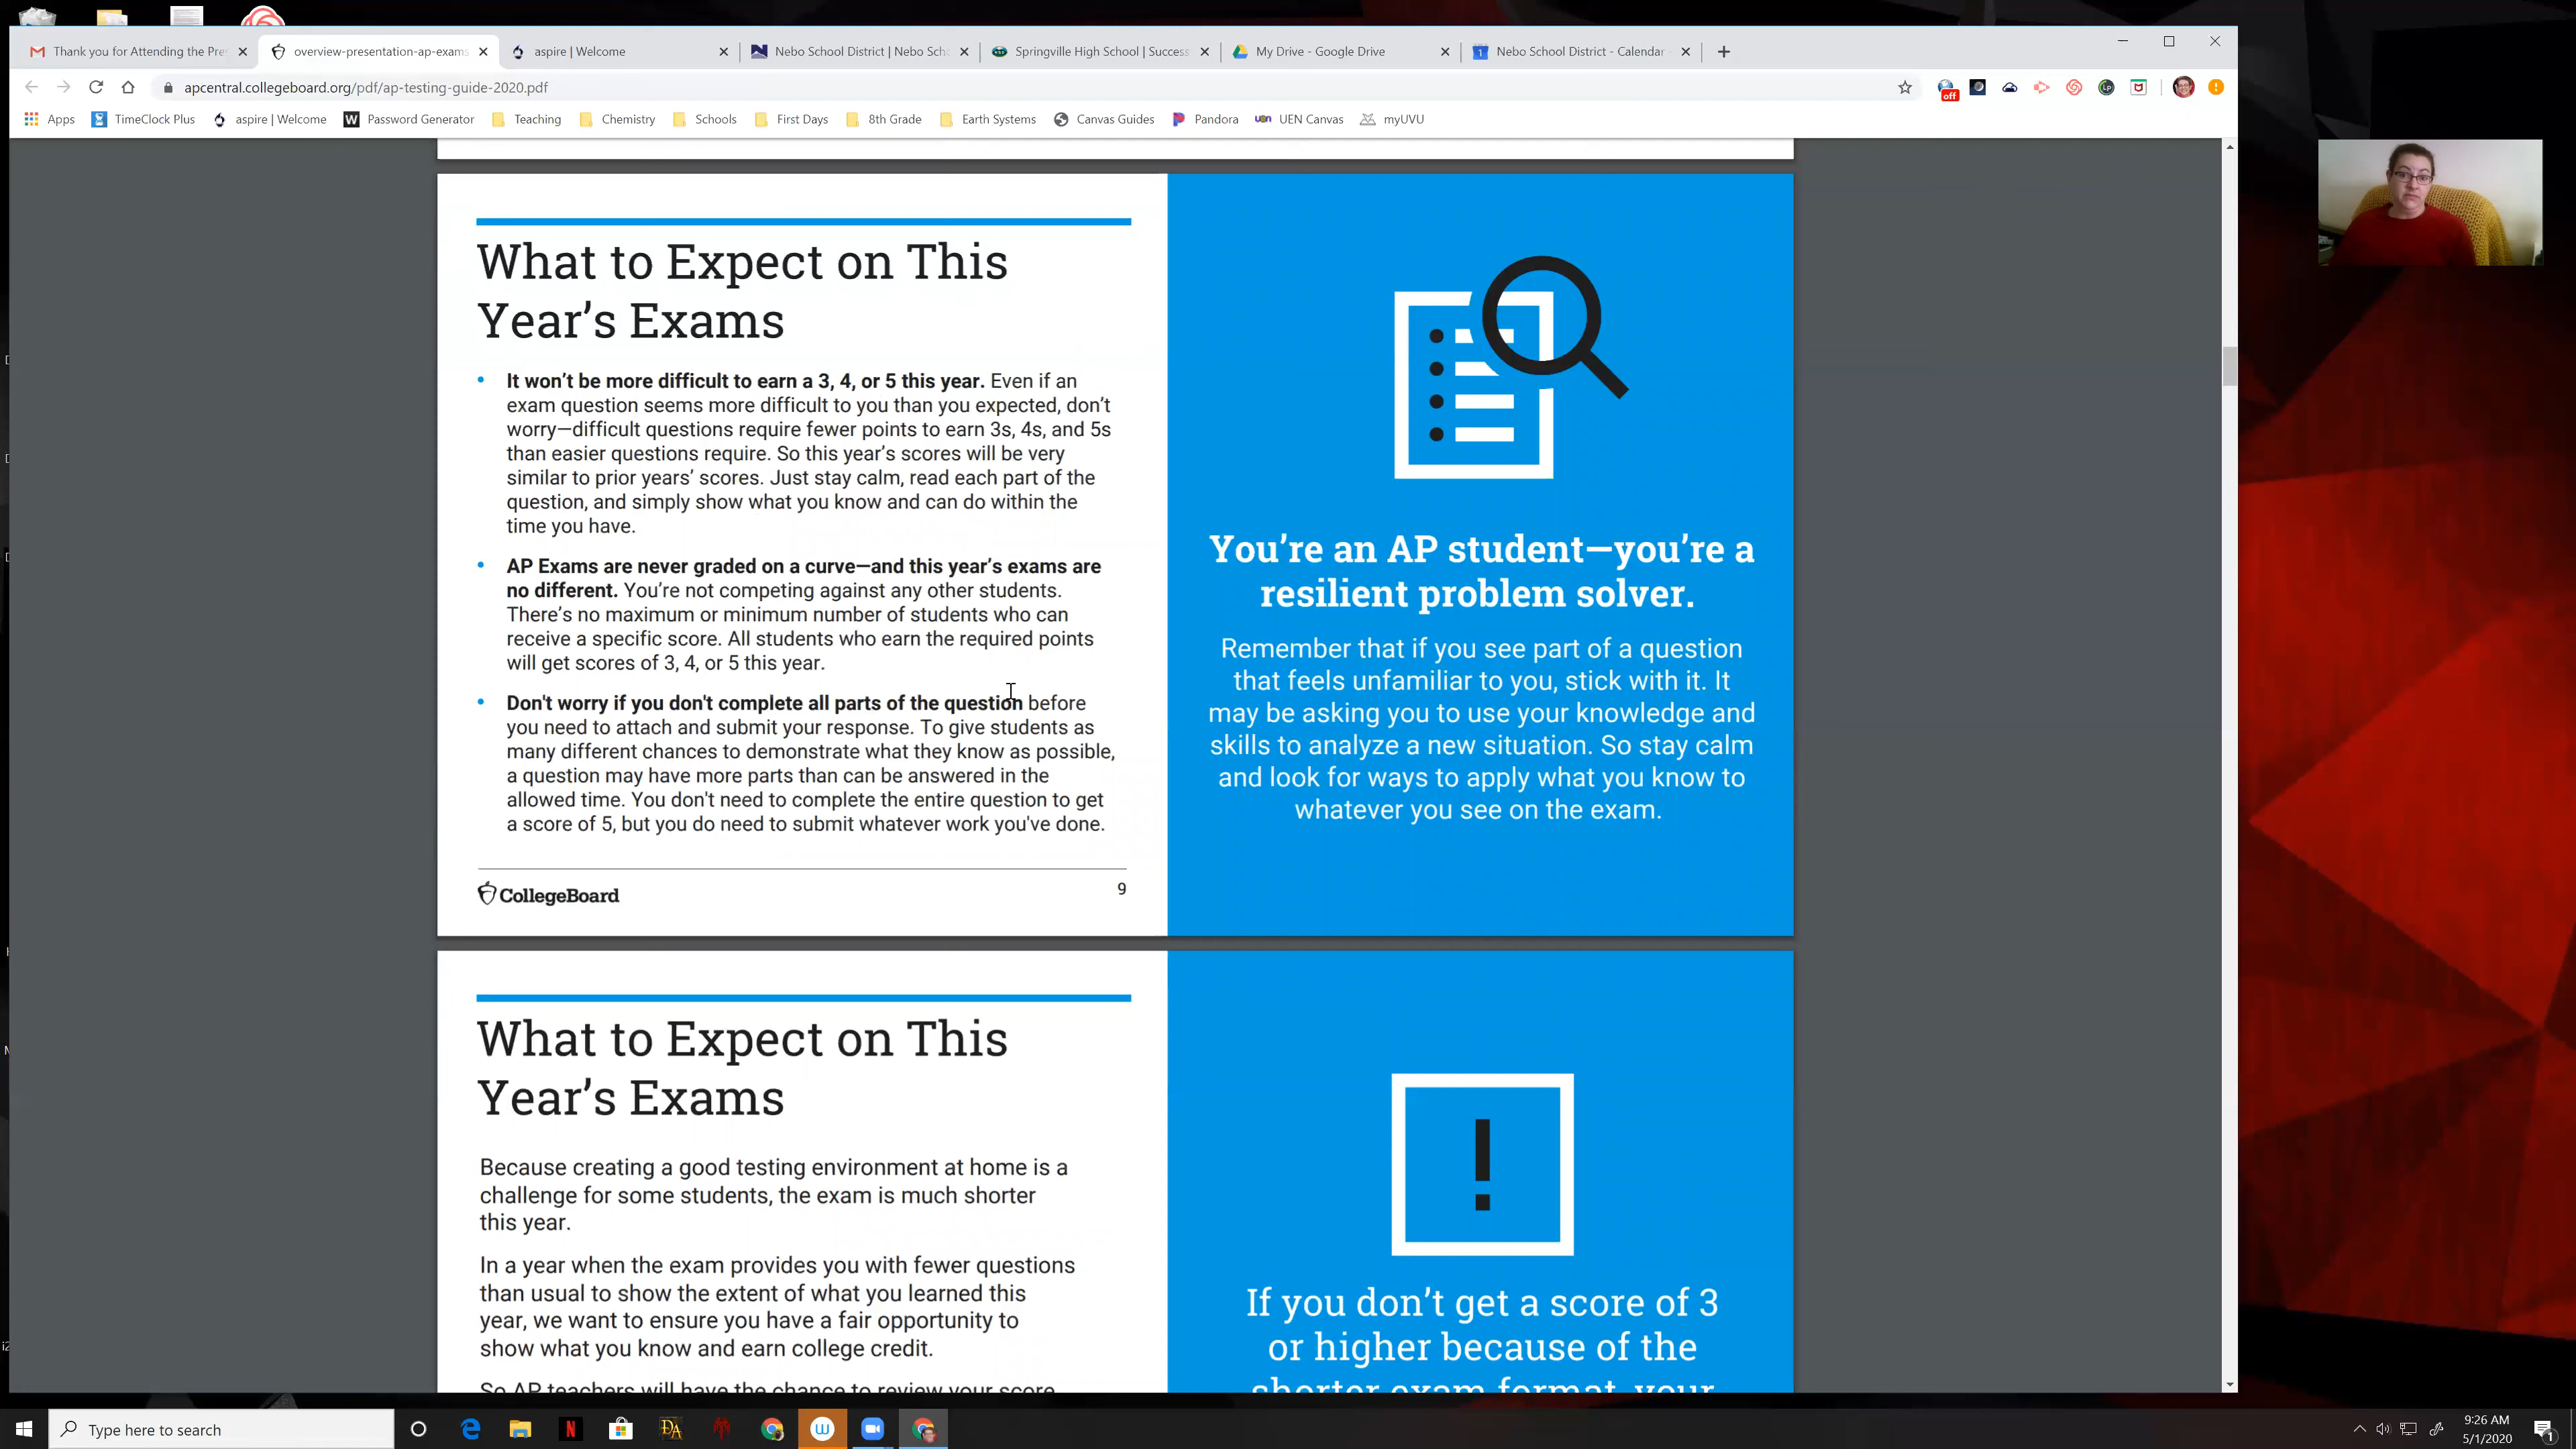 Thank you for Attending the Pre
overview-presentation-ap-exams
aspire | Welcome
Nebo School District | Nebo Scho
Springville High School | Success
My Drive - Google Drive
Nebo School District - Calendar
apcentral.collegeboard.org/pdf/ap-testing-guide-2020.pdf
off
Apps
TimeClock Plus
aspire | Welcome
Password Generator
Teaching
Chemistry
Schools
First Days
8th Grade
Earth Systems
Canvas Guides
Pandora
UEN Canvas
myUVU
What to Expect on This
Year's Exams
• It won't be more difficult to earn a 3, 4, or 5 this year. Even if an
exam question seems more difficult to you than you expected, don't
worry—difficult questions require fewer points to earn 3s, 4s, and 5s
than easier questions require. So this year's scores will be very
similar to prior years' scores. Just stay calm, read each part of the
question, and simply show what you know and can do within the
time you have.
• AP Exams are never graded on a curve—and this year's exams are
no different. You're not competing against any other students.
There's no maximum or minimum number of students who can
receive a specific score. All students who earn the required points
will get scores of 3, 4, or 5 this year.
• Don't worry if you don't complete all parts of the question before
you need to attach and submit your response. To give students as
many different chances to demonstrate what they know as possible,
a question may have more parts than can be answered in the
allowed time. You don't need to complete the entire question to get
a score of 5, but you do need to submit whatever work you've done.
CollegeBoard
9
You're an AP student—you're a
resilient problem solver.
Remember that if you see part of a question
that feels unfamiliar to you, stick with it. It
may be asking you to use your knowledge and
skills to analyze a new situation. So stay calm
and look for ways to apply what you know to
whatever you see on the exam.
What to Expect on This
Year's Exams
Because creating a good testing environment at home is a
challenge for some students, the exam is much shorter
this year.
In a year when the exam provides you with fewer questions
than usual to show the extent of what you learned this
year, we want to ensure you have a fair opportunity to
show what you know and earn college credit.
So AP teachers will have the chance to review your score
!
If you don't get a score of 3
or higher because of the
shorter exam format, your
Type here to search
9:26 AM
5/1/2020
1